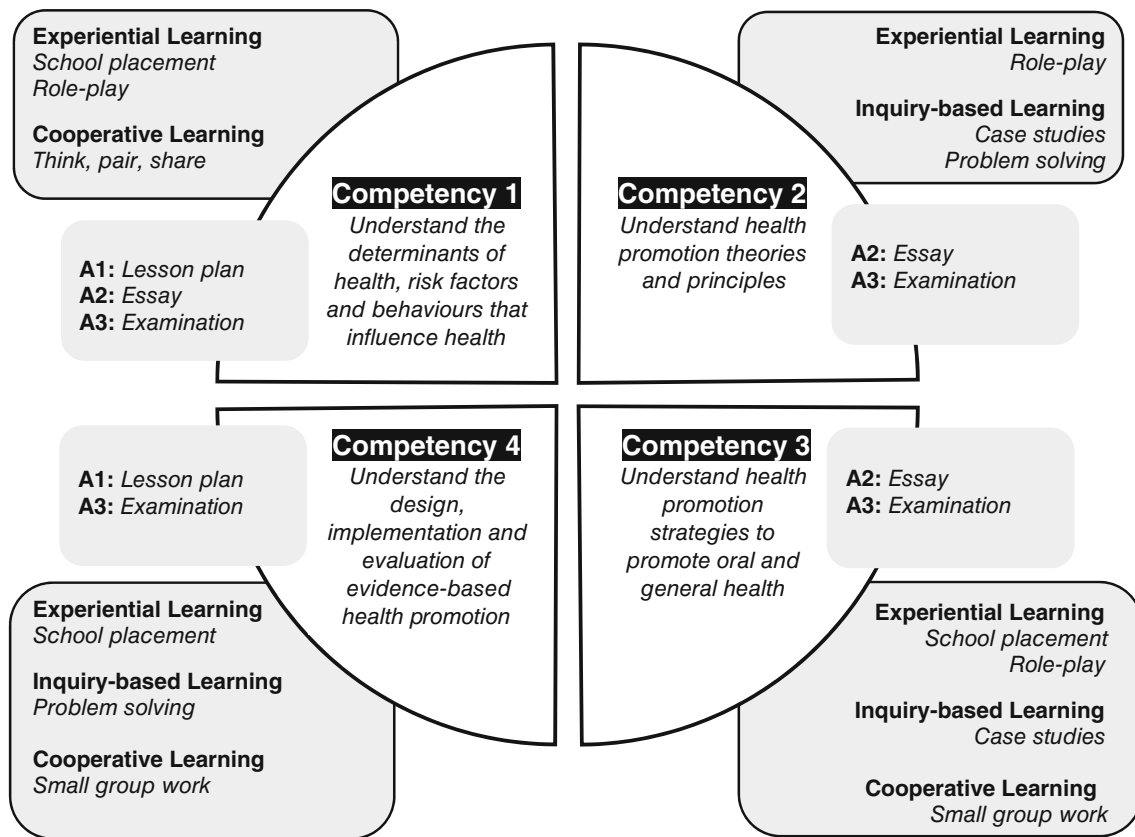 Experiential Learning
School placement
Role-play
Cooperative Learning
Think, pair, share
Experiential Learning
Role-play
Inquiry-based Learning
Case studies
Problem solving
Competency 1
Understand the
determinants of
health, risk factors
and behaviours that
influence health
A1: Lesson plan
A2: Essay
A3: Examination
Competency 2
Understand health
promotion theories
and principles
A2: Essay
A3: Examination
Competency 4
Understand the
design,
implementation and
evaluation of
evidence-based
health promotion
A1: Lesson plan
A3: Examination
Competency 3
Understand health
promotion
strategies to
promote oral and
general health
A2: Essay
A3: Examination
Experiential Learning
School placement
Inquiry-based Learning
Problem solving
Cooperative Learning
Small group work
Experiential Learning
School placement
Role-play
Inquiry-based Learning
Case studies
Cooperative Learning
Small group work